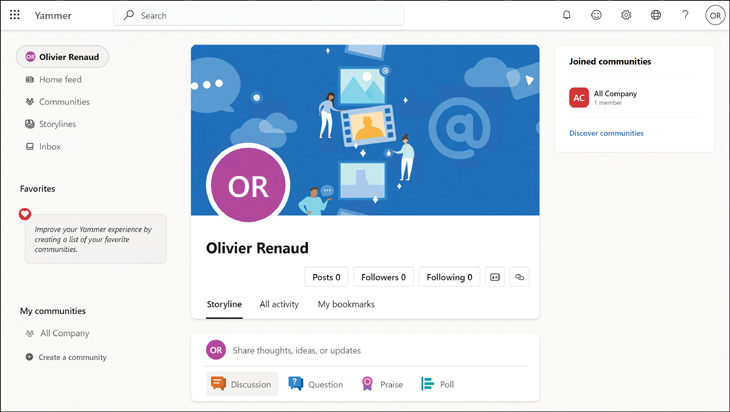 Yammer
Search
OR
OR Olivier Renaud
Home feed
Communities
Storylines
Inbox
Favorites
Improve your Yammer experience by
creating a list of your favorite
communities.
My communities
All Company
Create a community
@
@
OR
Olivier Renaud
Posts 0 Followers 0 Following 0
Storyline All activity My bookmarks
OR Share thoughts, ideas, or updates
Discussion Question Praise Poll
Joined communities
AC All Company
1 member
Discover communities